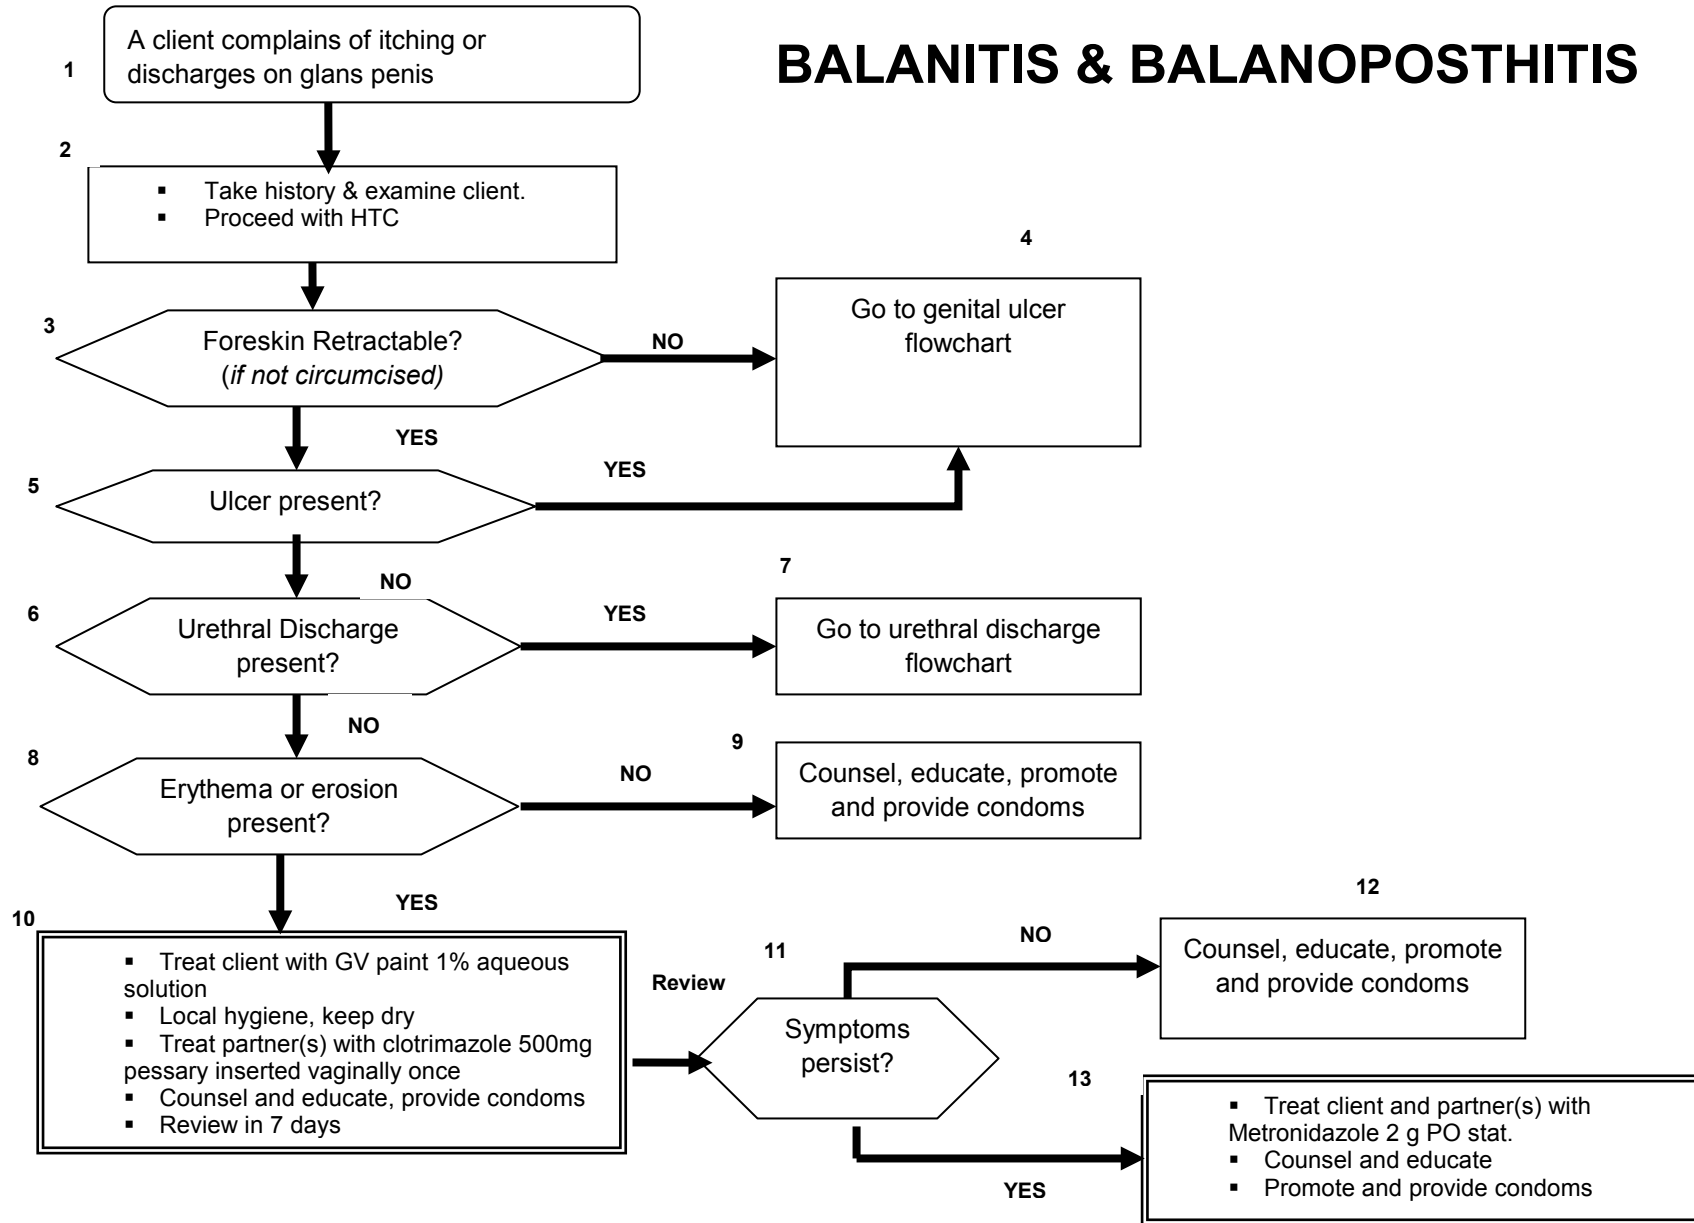 BALANITIS & BALANOPOSTHITIS
1
A client complains of itching or
discharges on glans penis
2
▪ Take history & examine client.
▪ Proceed with HTC
3
Foreskin Retractable?
(if not circumcised)
NO
4
Go to genital ulcer
flowchart
YES
5
Ulcer present?
YES
NO
6
Urethral Discharge
present?
YES
7
Go to urethral discharge
flowchart
NO
8
Erythema or erosion
present?
NO
9
Counsel, educate, promote
and provide condoms
YES
10
▪ Treat client with GV paint 1% aqueous
solution
▪ Local hygiene, keep dry
▪ Treat partner(s) with clotrimazole 500mg
pessary inserted vaginally once
▪ Counsel and educate, provide condoms
▪ Review in 7 days
Review
11
Symptoms
persist?
NO
12
Counsel, educate, promote
and provide condoms
YES
13
▪ Treat client and partner(s) with
Metronidazole 2 g PO stat.
▪ Counsel and educate
▪ Promote and provide condoms